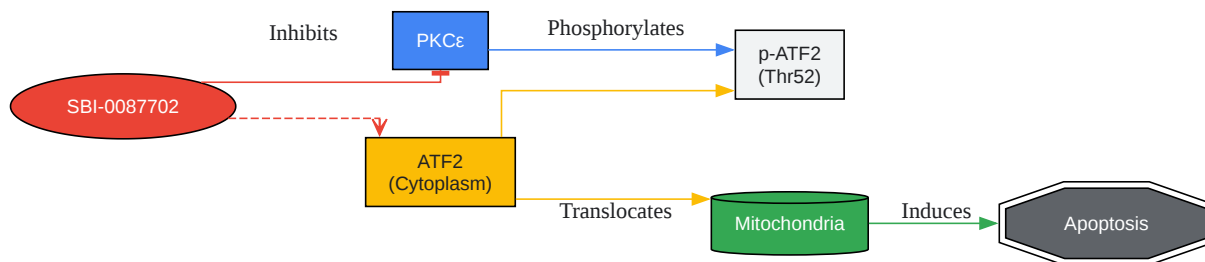 Inhibits
PKCε
Phosphorylates
p-ATF2
(Thr52)
SBI-0087702
ATF2
(Cytoplasm)
Translocates
Mitochondria
Induces
Apoptosis